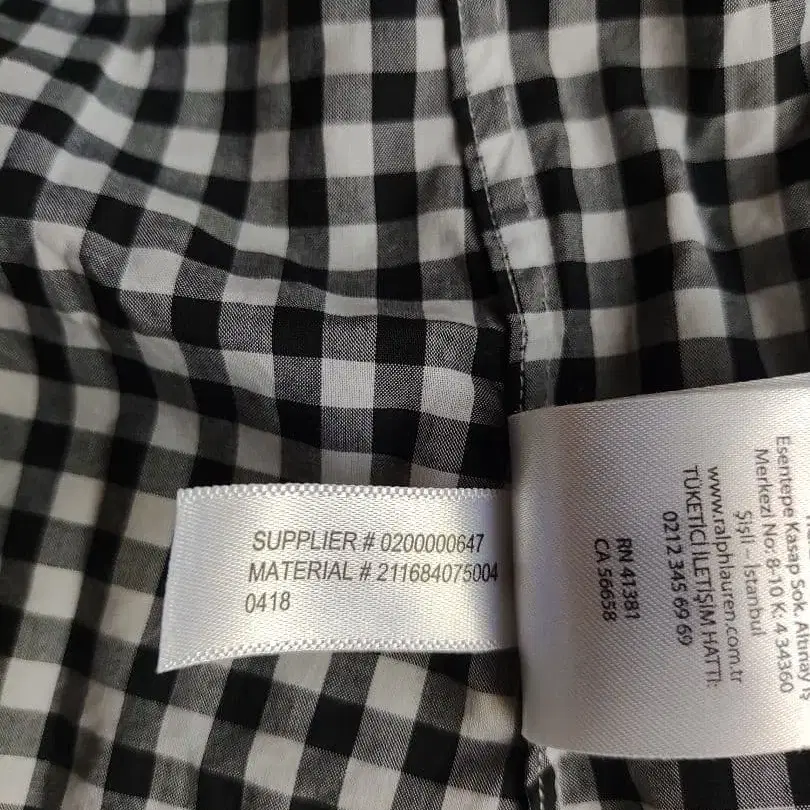 SUPPLIER # 0200000647
MATERIAL # 211684075004
0418
Esentepe Kasap Sok.
Merkezi No: 8-10 K: 4 34360
Şişli – İstanbul
www.ralphlauren.com.tr
TÜKETİCİ İLETİŞİM HATTI:
0212 345 69 69
RN 41381
CA 56658